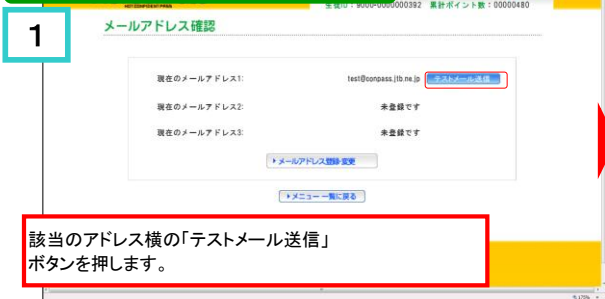 生徒ID：9000-0000000392 累計ポイント数：00000480
1
メールアドレス確認
現在のメールアドレス1: test@conpass.jtb.ne.jp テストメール送信
現在のメールアドレス2: 未登録です
現在のメールアドレス3: 未登録です
メールアドレス登録・変更
メニュー 一覧に戻る
該当のアドレス横の「テストメール送信」
ボタンを押します。